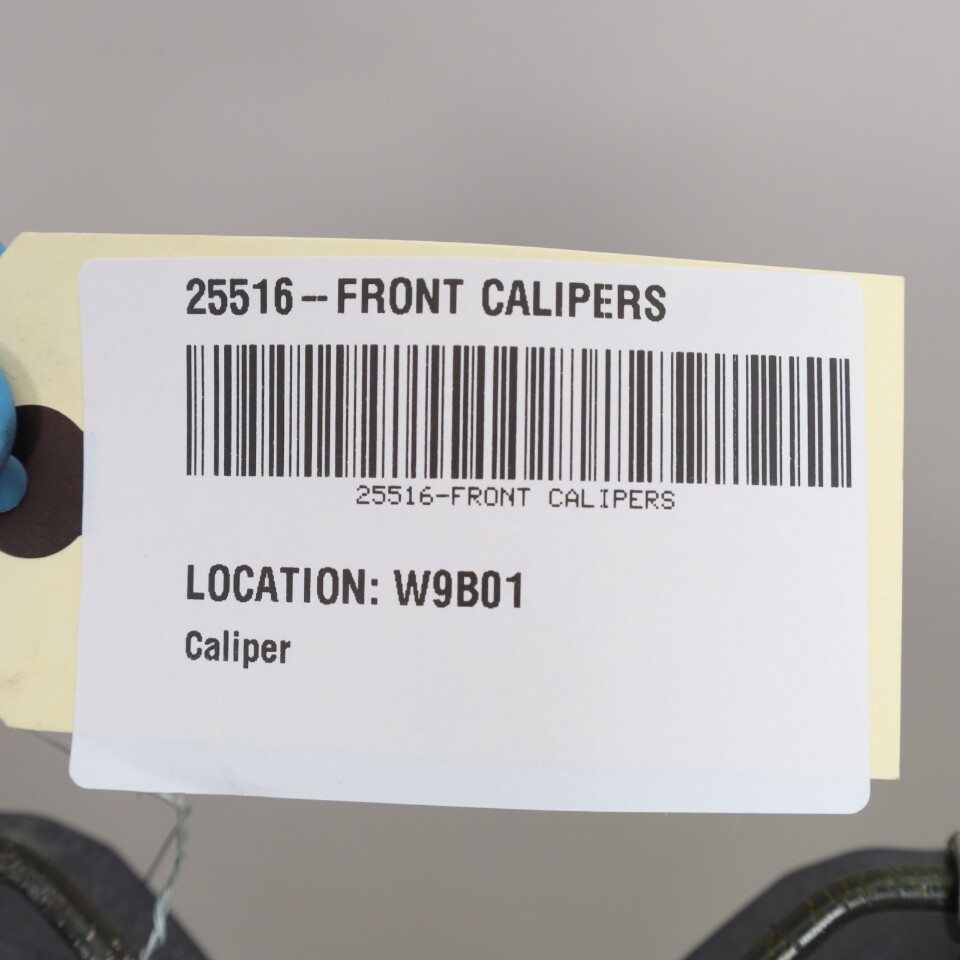 25516--FRONT CALIPERS
25516-FRONT CALIPERS
LOCATION: W9B01
Caliper